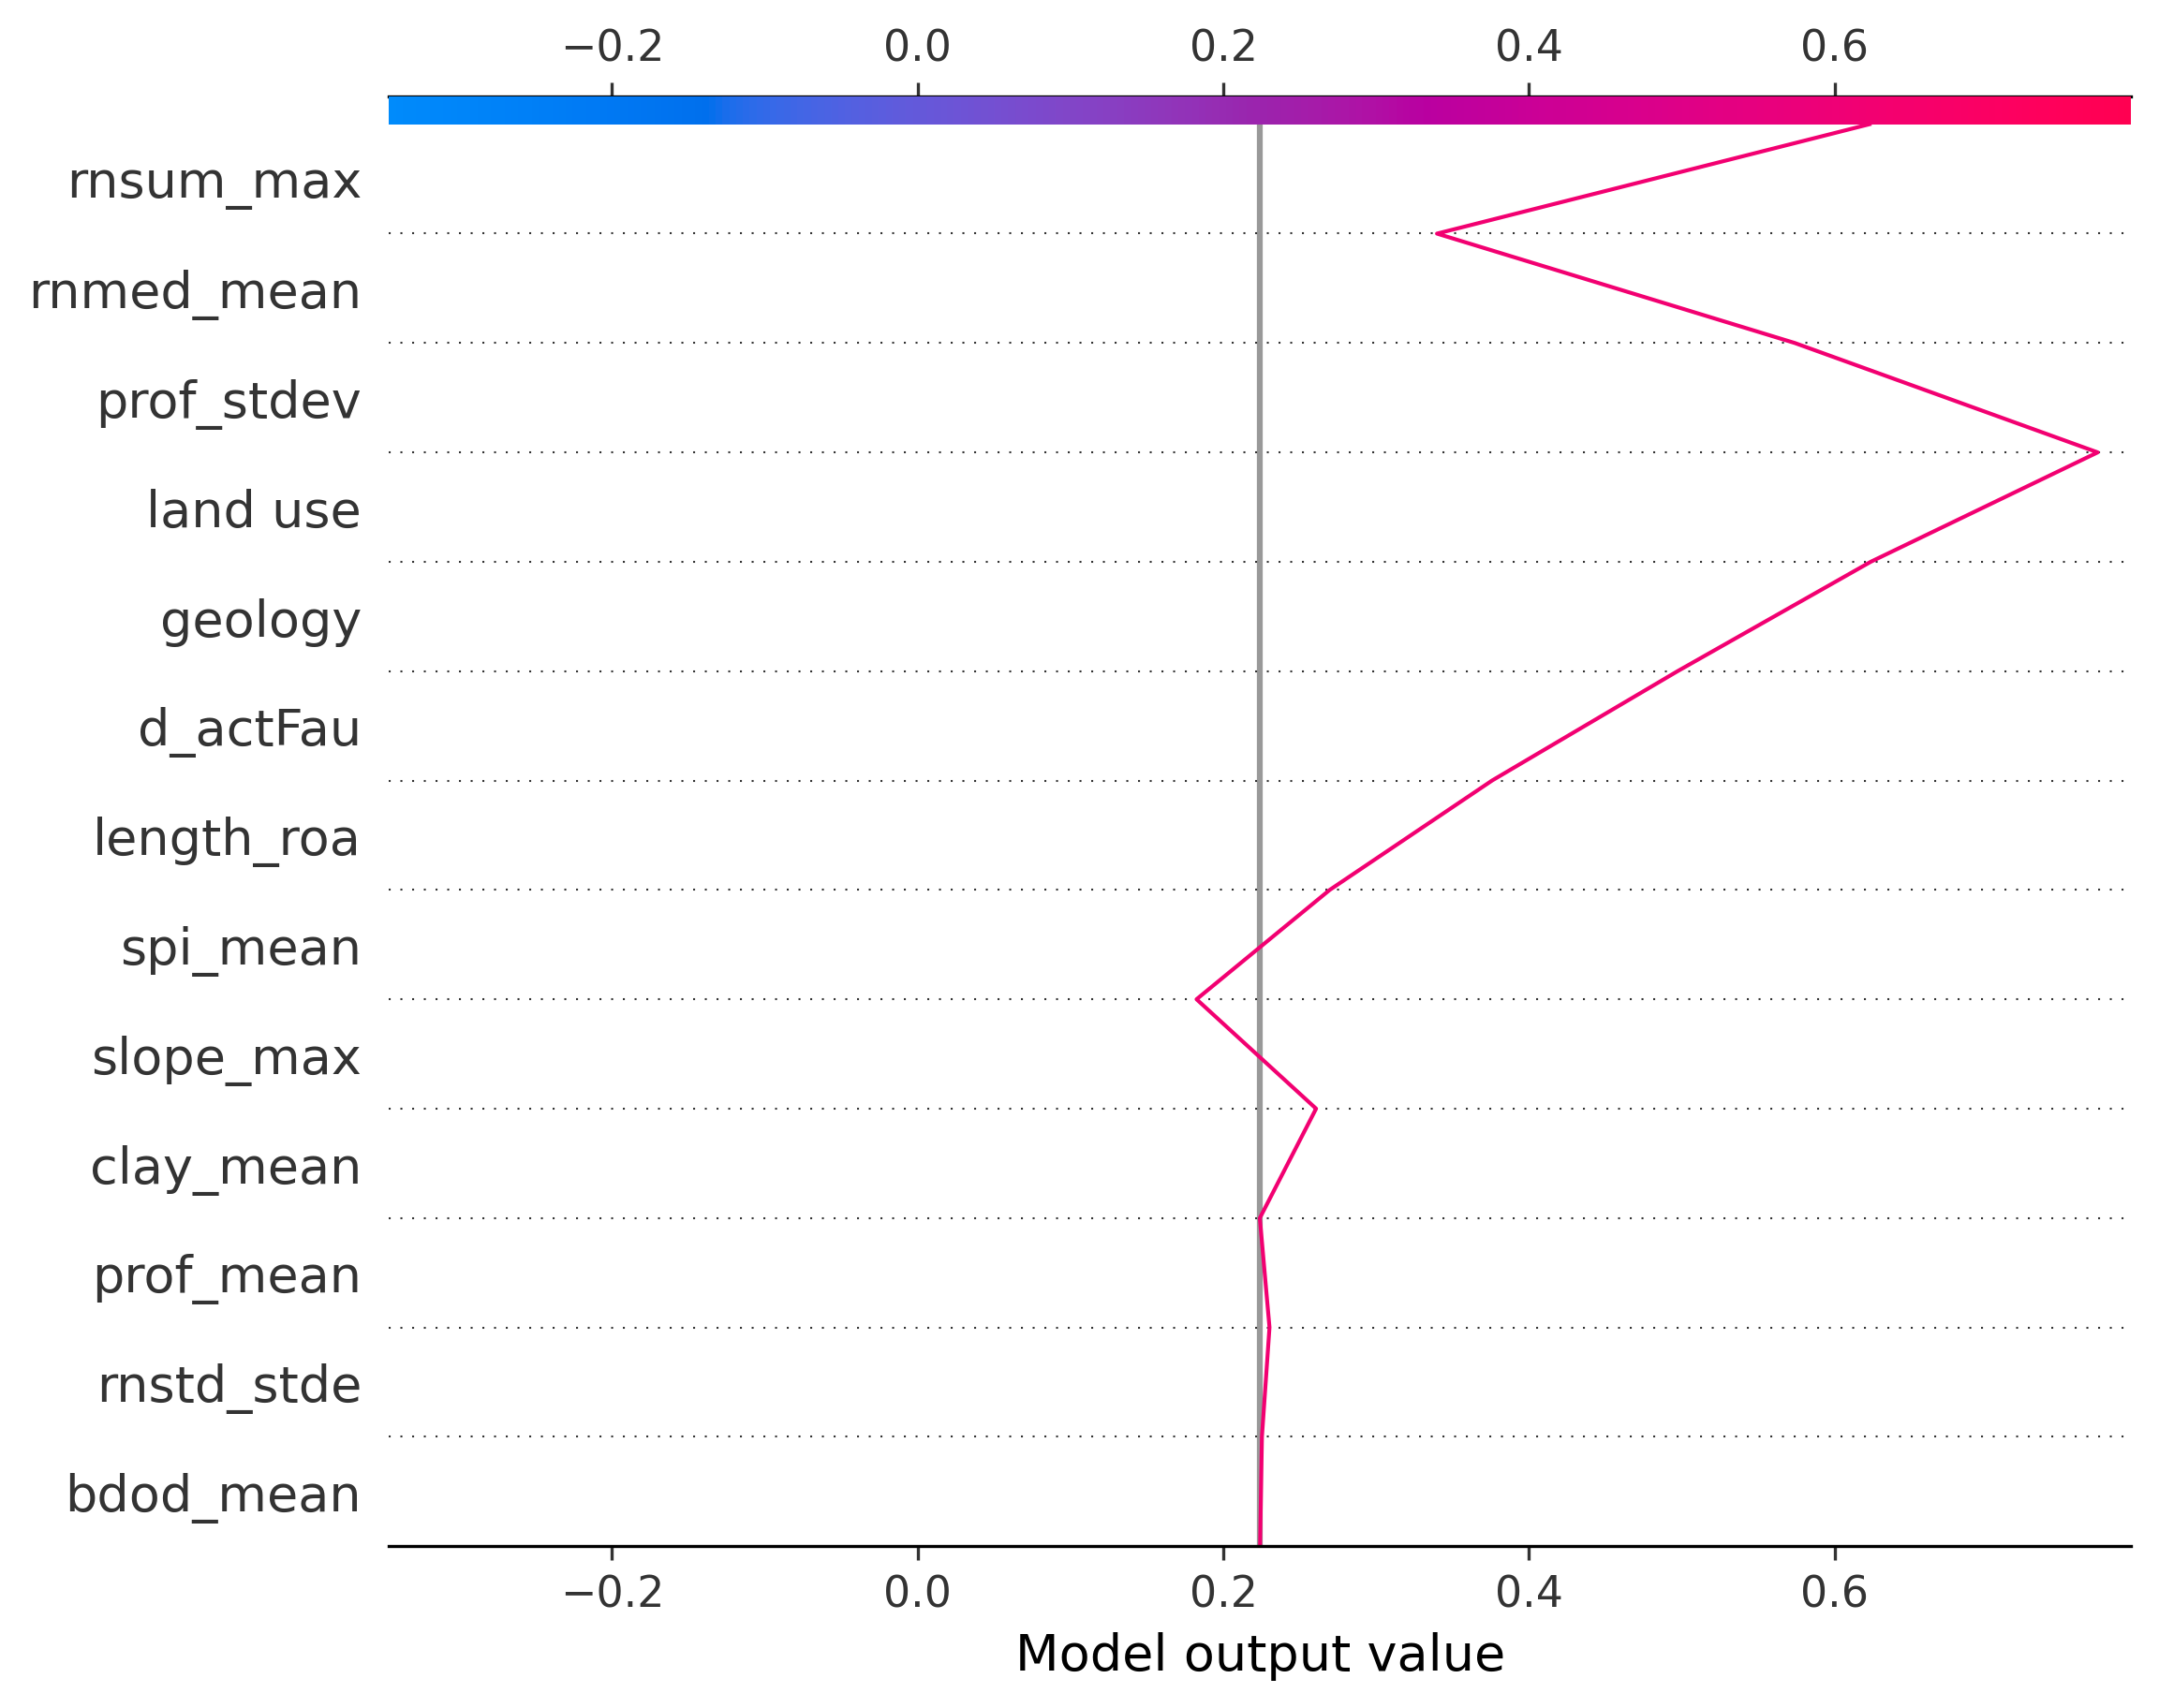 −0.2 0.0 0.2 0.4 0.6
rnsum_max
rnmed_mean
prof_stdev
land use
geology
d_actFau
length_roa
spi_mean
slope_max
clay_mean
prof_mean
rnstd_stde
bdod_mean
−0.2 0.0 0.2 0.4 0.6
Model output value